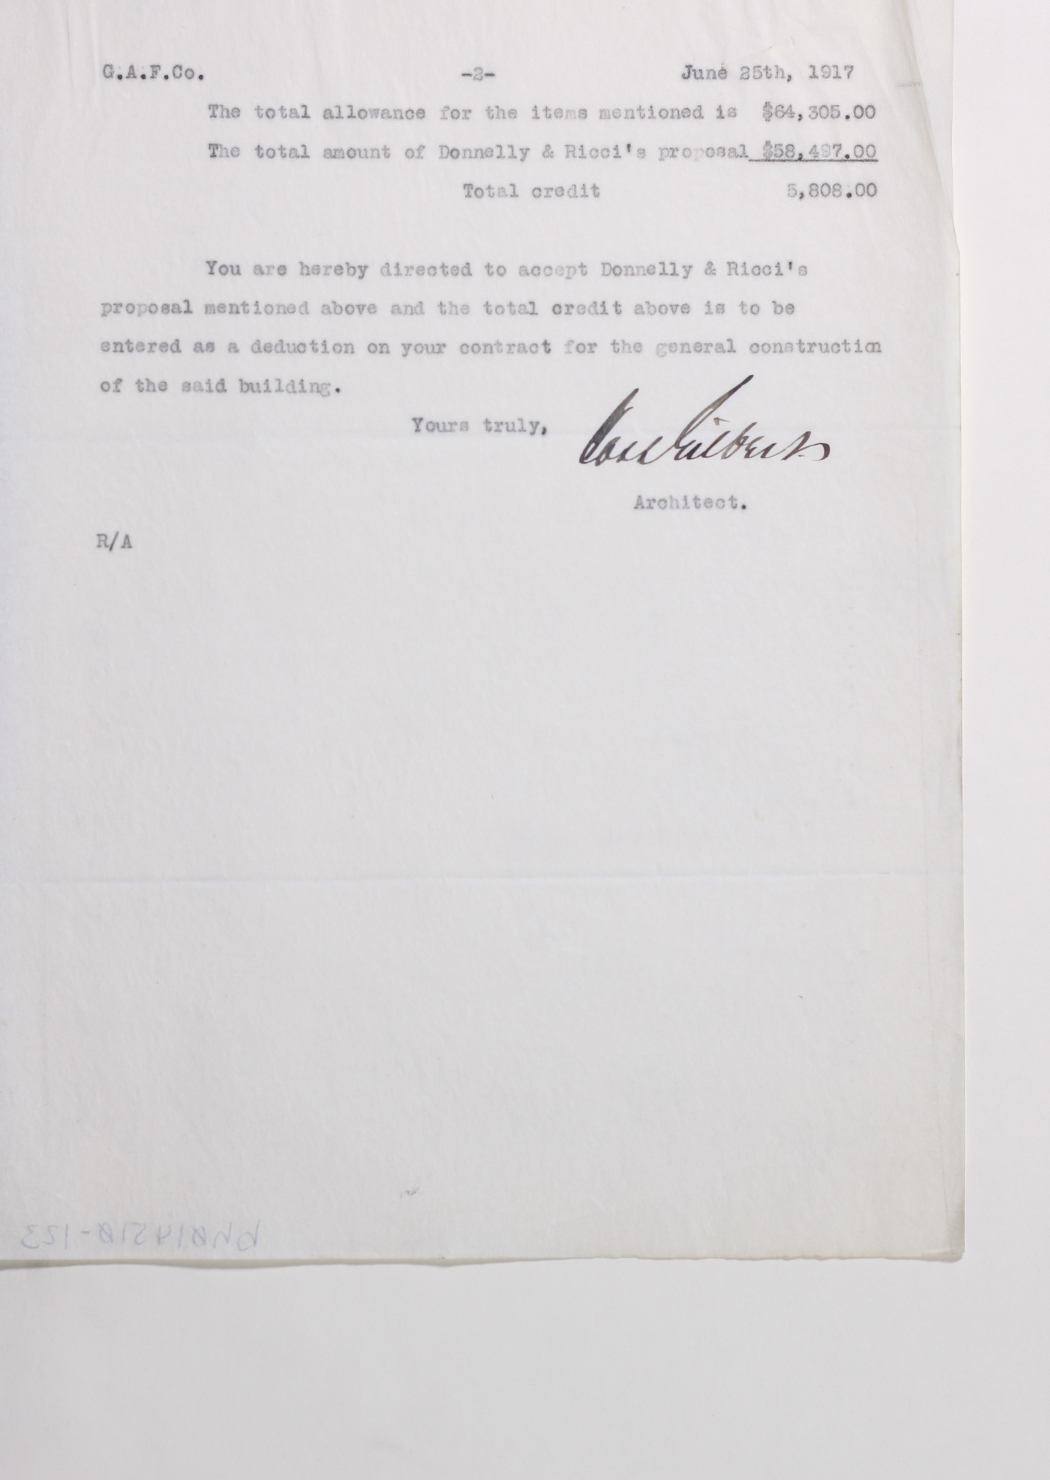 G.A.F.Co. -2- June 25th, 1917
The total allowance for the items mentioned is $64,305.00
The total amount of Donnelly & Ricci's proposal $58,497.00
Total credit 5,808.00
You are hereby directed to accept Donnelly & Ricci's
proposal mentioned above and the total credit above is to be
entered as a deduction on your contract for the general construction
of the said building.
Yours truly,
Cass Gilbert
Architect.
R/A